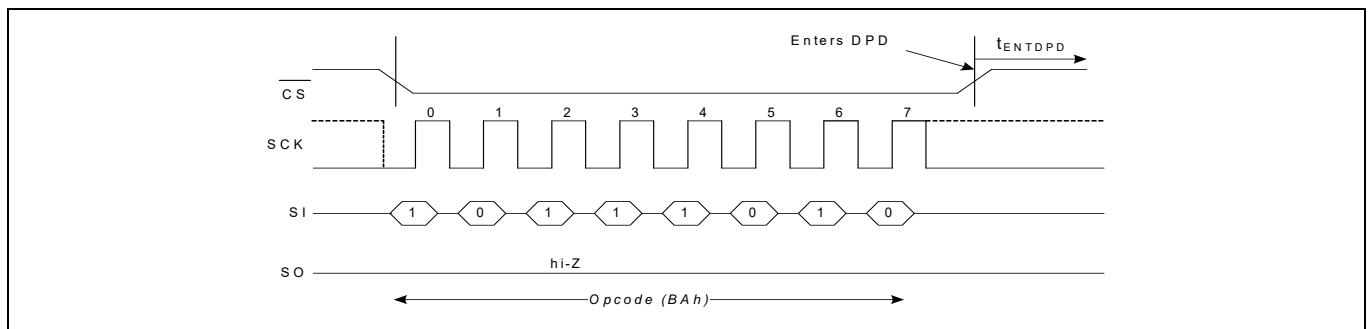 Enters DPD
tENTDPD
CS
0 1 2 3 4 5 6 7
SCK
SI 1 0 1 1 1 0 1 0
hi-Z
SO
Opcode (BAh)